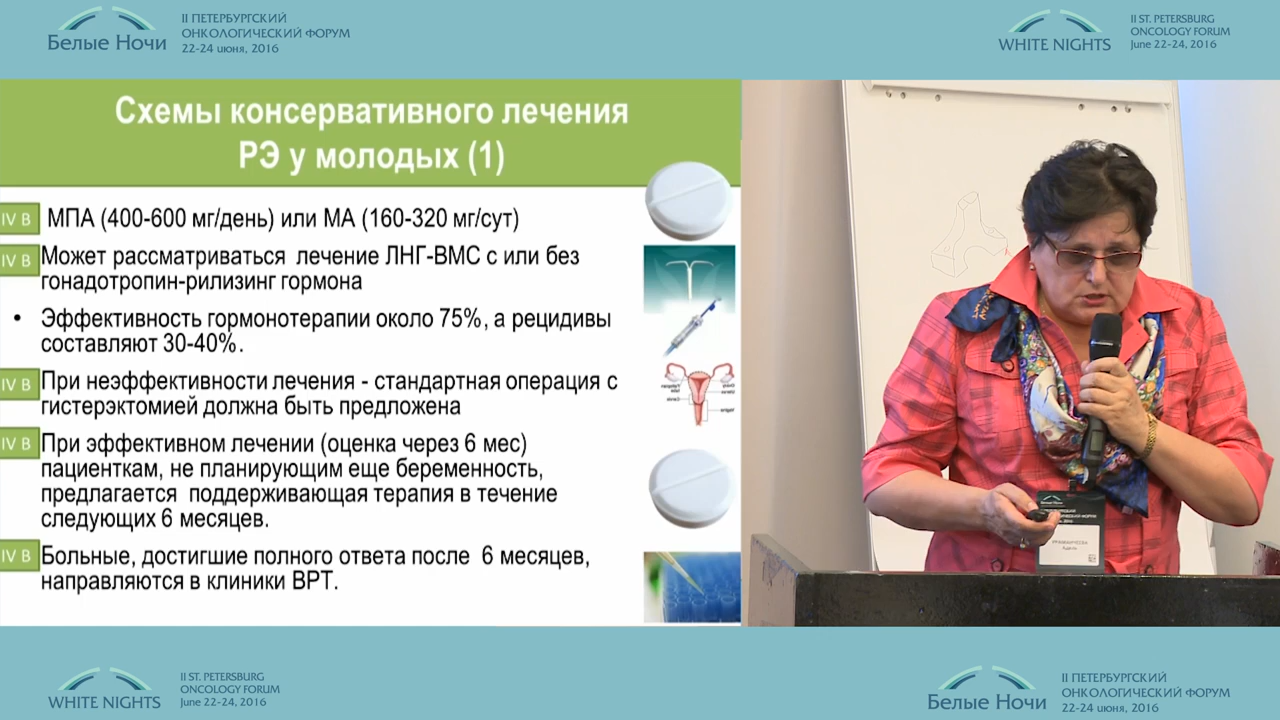 Белые Ночи
II ПЕТЕРБУРГСКИЙ
ОНКОЛОГИЧЕСКИЙ ФОРУМ
22-24 июня, 2016
WHITE NIGHTS
II ST. PETERSBURG
ONCOLOGY FORUM
June 22-24, 2016
Схемы консервативного лечения
РЭ у молодых (1)
IV B МПА (400-600 мг/день) или МА (160-320 мг/сут)
IV B Может рассматриваться лечение ЛНГ-ВМС с или без
гонадотропин-рилизинг гормона
• Эффективность гормонотерапии около 75%, а рецидивы
составляют 30-40%.
IV B При неэффективности лечения - стандартная операция с
гистерэктомией должна быть предложена
IV B При эффективном лечении (оценка через 6 мес)
пациенткам, не планирующим еще беременность,
предлагается поддерживающая терапия в течение
следующих 6 месяцев.
IV B Больные, достигшие полного ответа после 6 месяцев,
направляются в клиники ВРТ.
Белые Ночи
WHITE NIGHTS
II ST. PETERSBURG
ONCOLOGY FORUM
June 22-24, 2016
Белые Ночи
II ПЕТЕРБУРГСКИЙ
ОНКОЛОГИЧЕСКИЙ ФОРУМ
22-24 июня, 2016